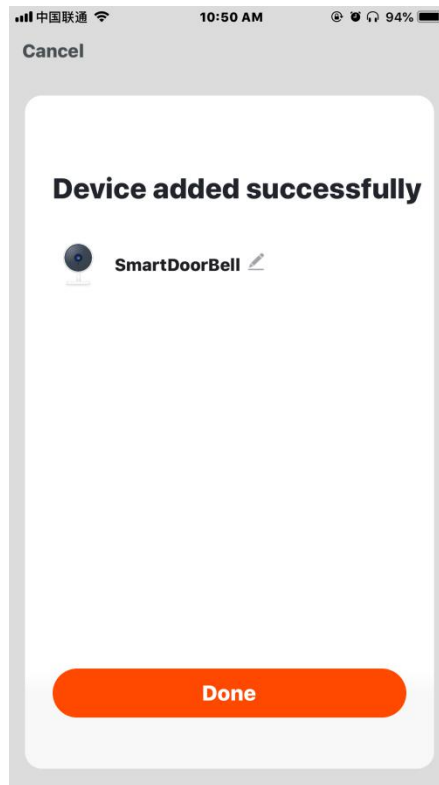 中国联通 10:50 AM 94%
Cancel
Device added successfully
SmartDoorBell
Done